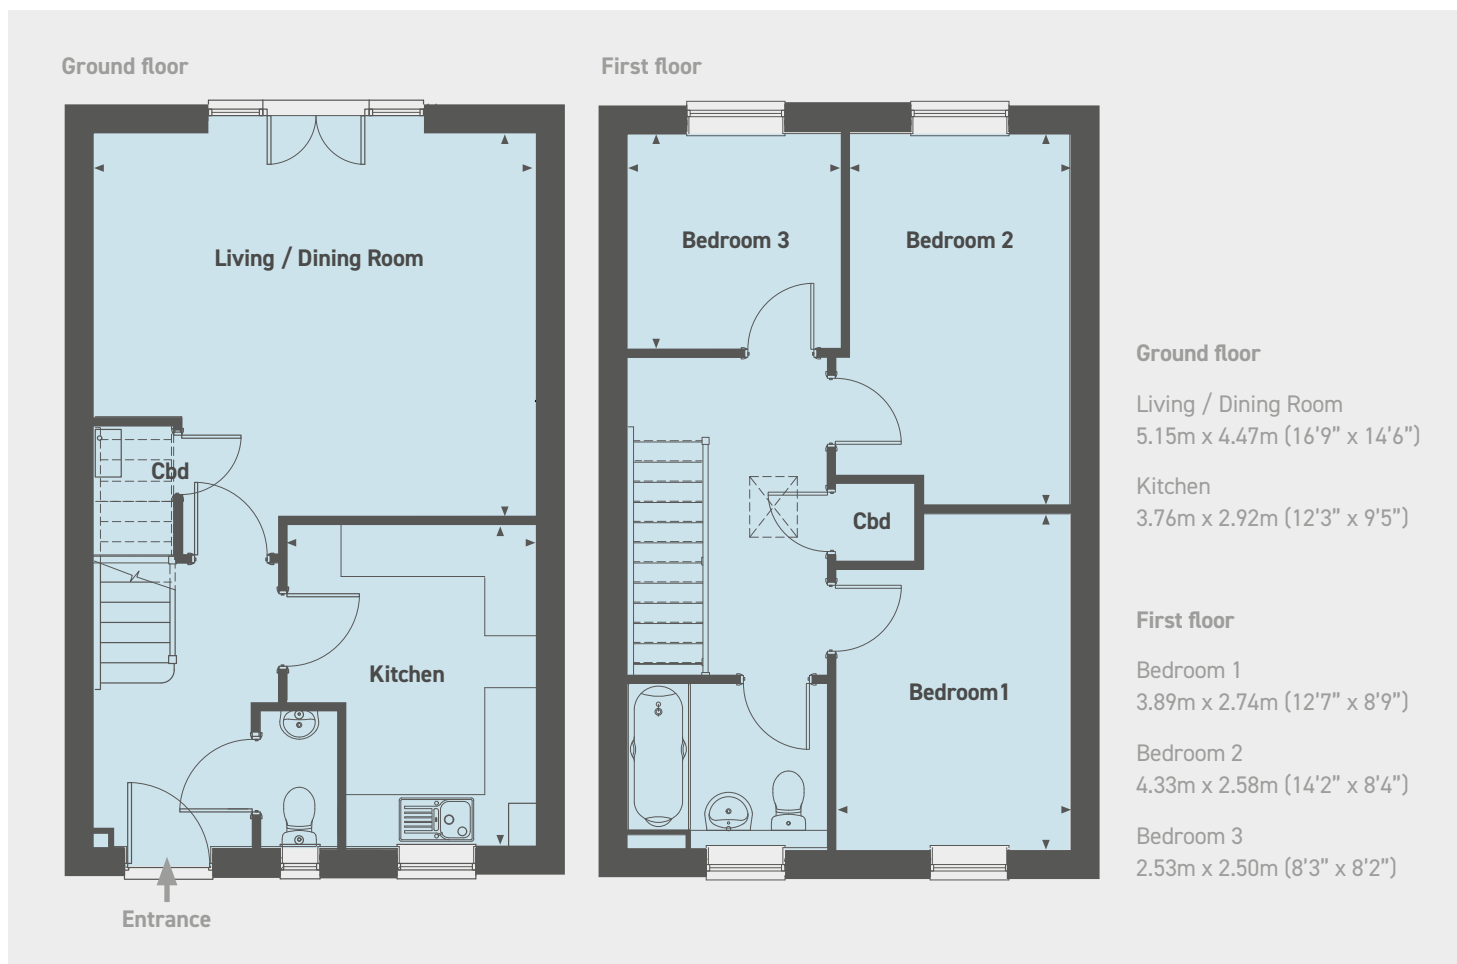 Ground floor
First floor
Living / Dining Room
Bedroom 3
Bedroom 2
Cbd
Cbd
Kitchen
Bedroom1
Entrance
Ground floor
Living / Dining Room
5.15m x 4.47m (16’9” x 14’6”)
Kitchen
3.76m x 2.92m (12’3” x 9’5”)
First floor
Bedroom 1
3.89m x 2.74m (12’7” x 8’9”)
Bedroom 2
4.33m x 2.58m (14’2” x 8’4”)
Bedroom 3
2.53m x 2.50m (8’3” x 8’2”)